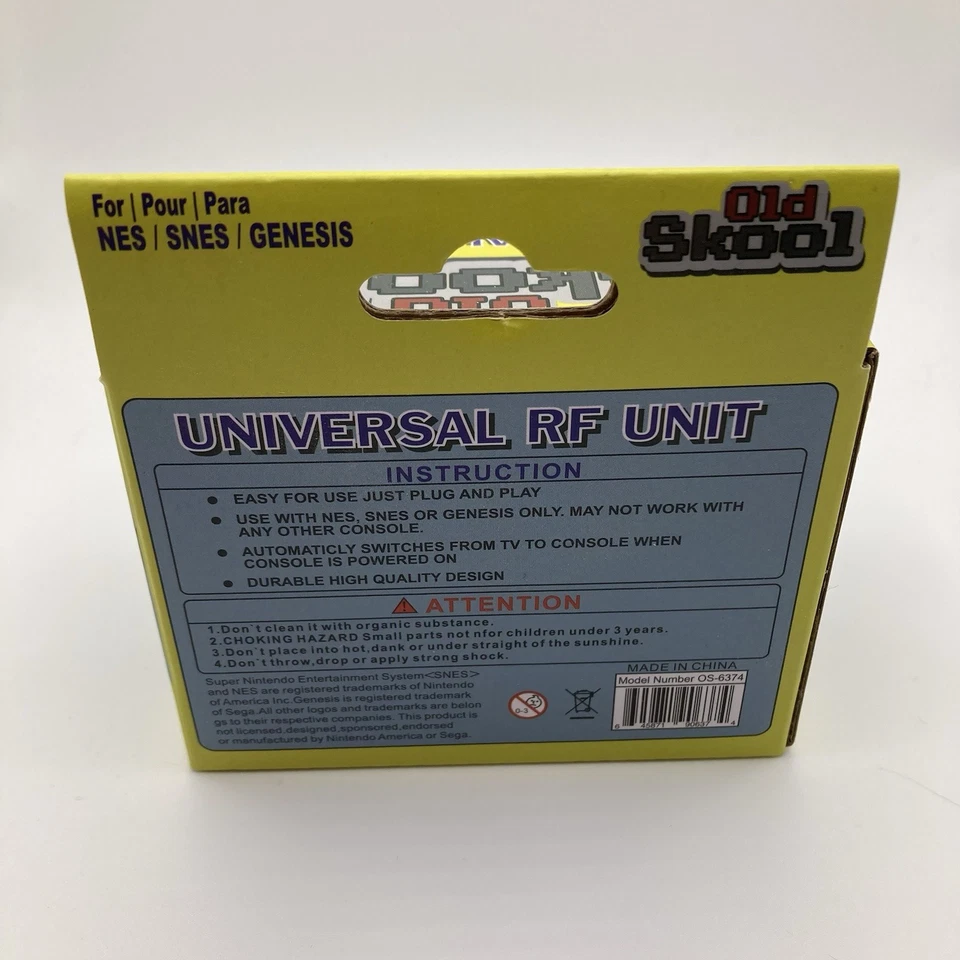 For | Pour | Para
NES / SNES / GENESIS
Old
Skool
UNIVERSAL RF UNIT
INSTRUCTION
● EASY FOR USE JUST PLUG AND PLAY
● USE WITH NES, SNES OR GENESIS ONLY. MAY NOT WORK WITH
ANY OTHER CONSOLE.
● AUTOMATICLY SWITCHES FROM TV TO CONSOLE WHEN
CONSOLE IS POWERED ON
● DURABLE HIGH QUALITY DESIGN
ATTENTION
1.Don`t clean it with organic substance.
2.CHOKING HAZARD Small parts not nfor children under 3 years.
3.Don`t place into hot,dank or under straight of the sunshine.
4.Don`t throw,drop or apply strong shock.
Super Nintendo Entertainment System<SNES>
and NES are registered trademarks of Nintendo
of America Inc.Genesis is registered trademark
of Sega.All other logos and trademarks are belon
gs to their respective companies. This product is
not licensed,designed,sponsored,endorsed
or manufactured by Nintendo America or Sega.
0-3
MADE IN CHINA
Model Number OS-6374